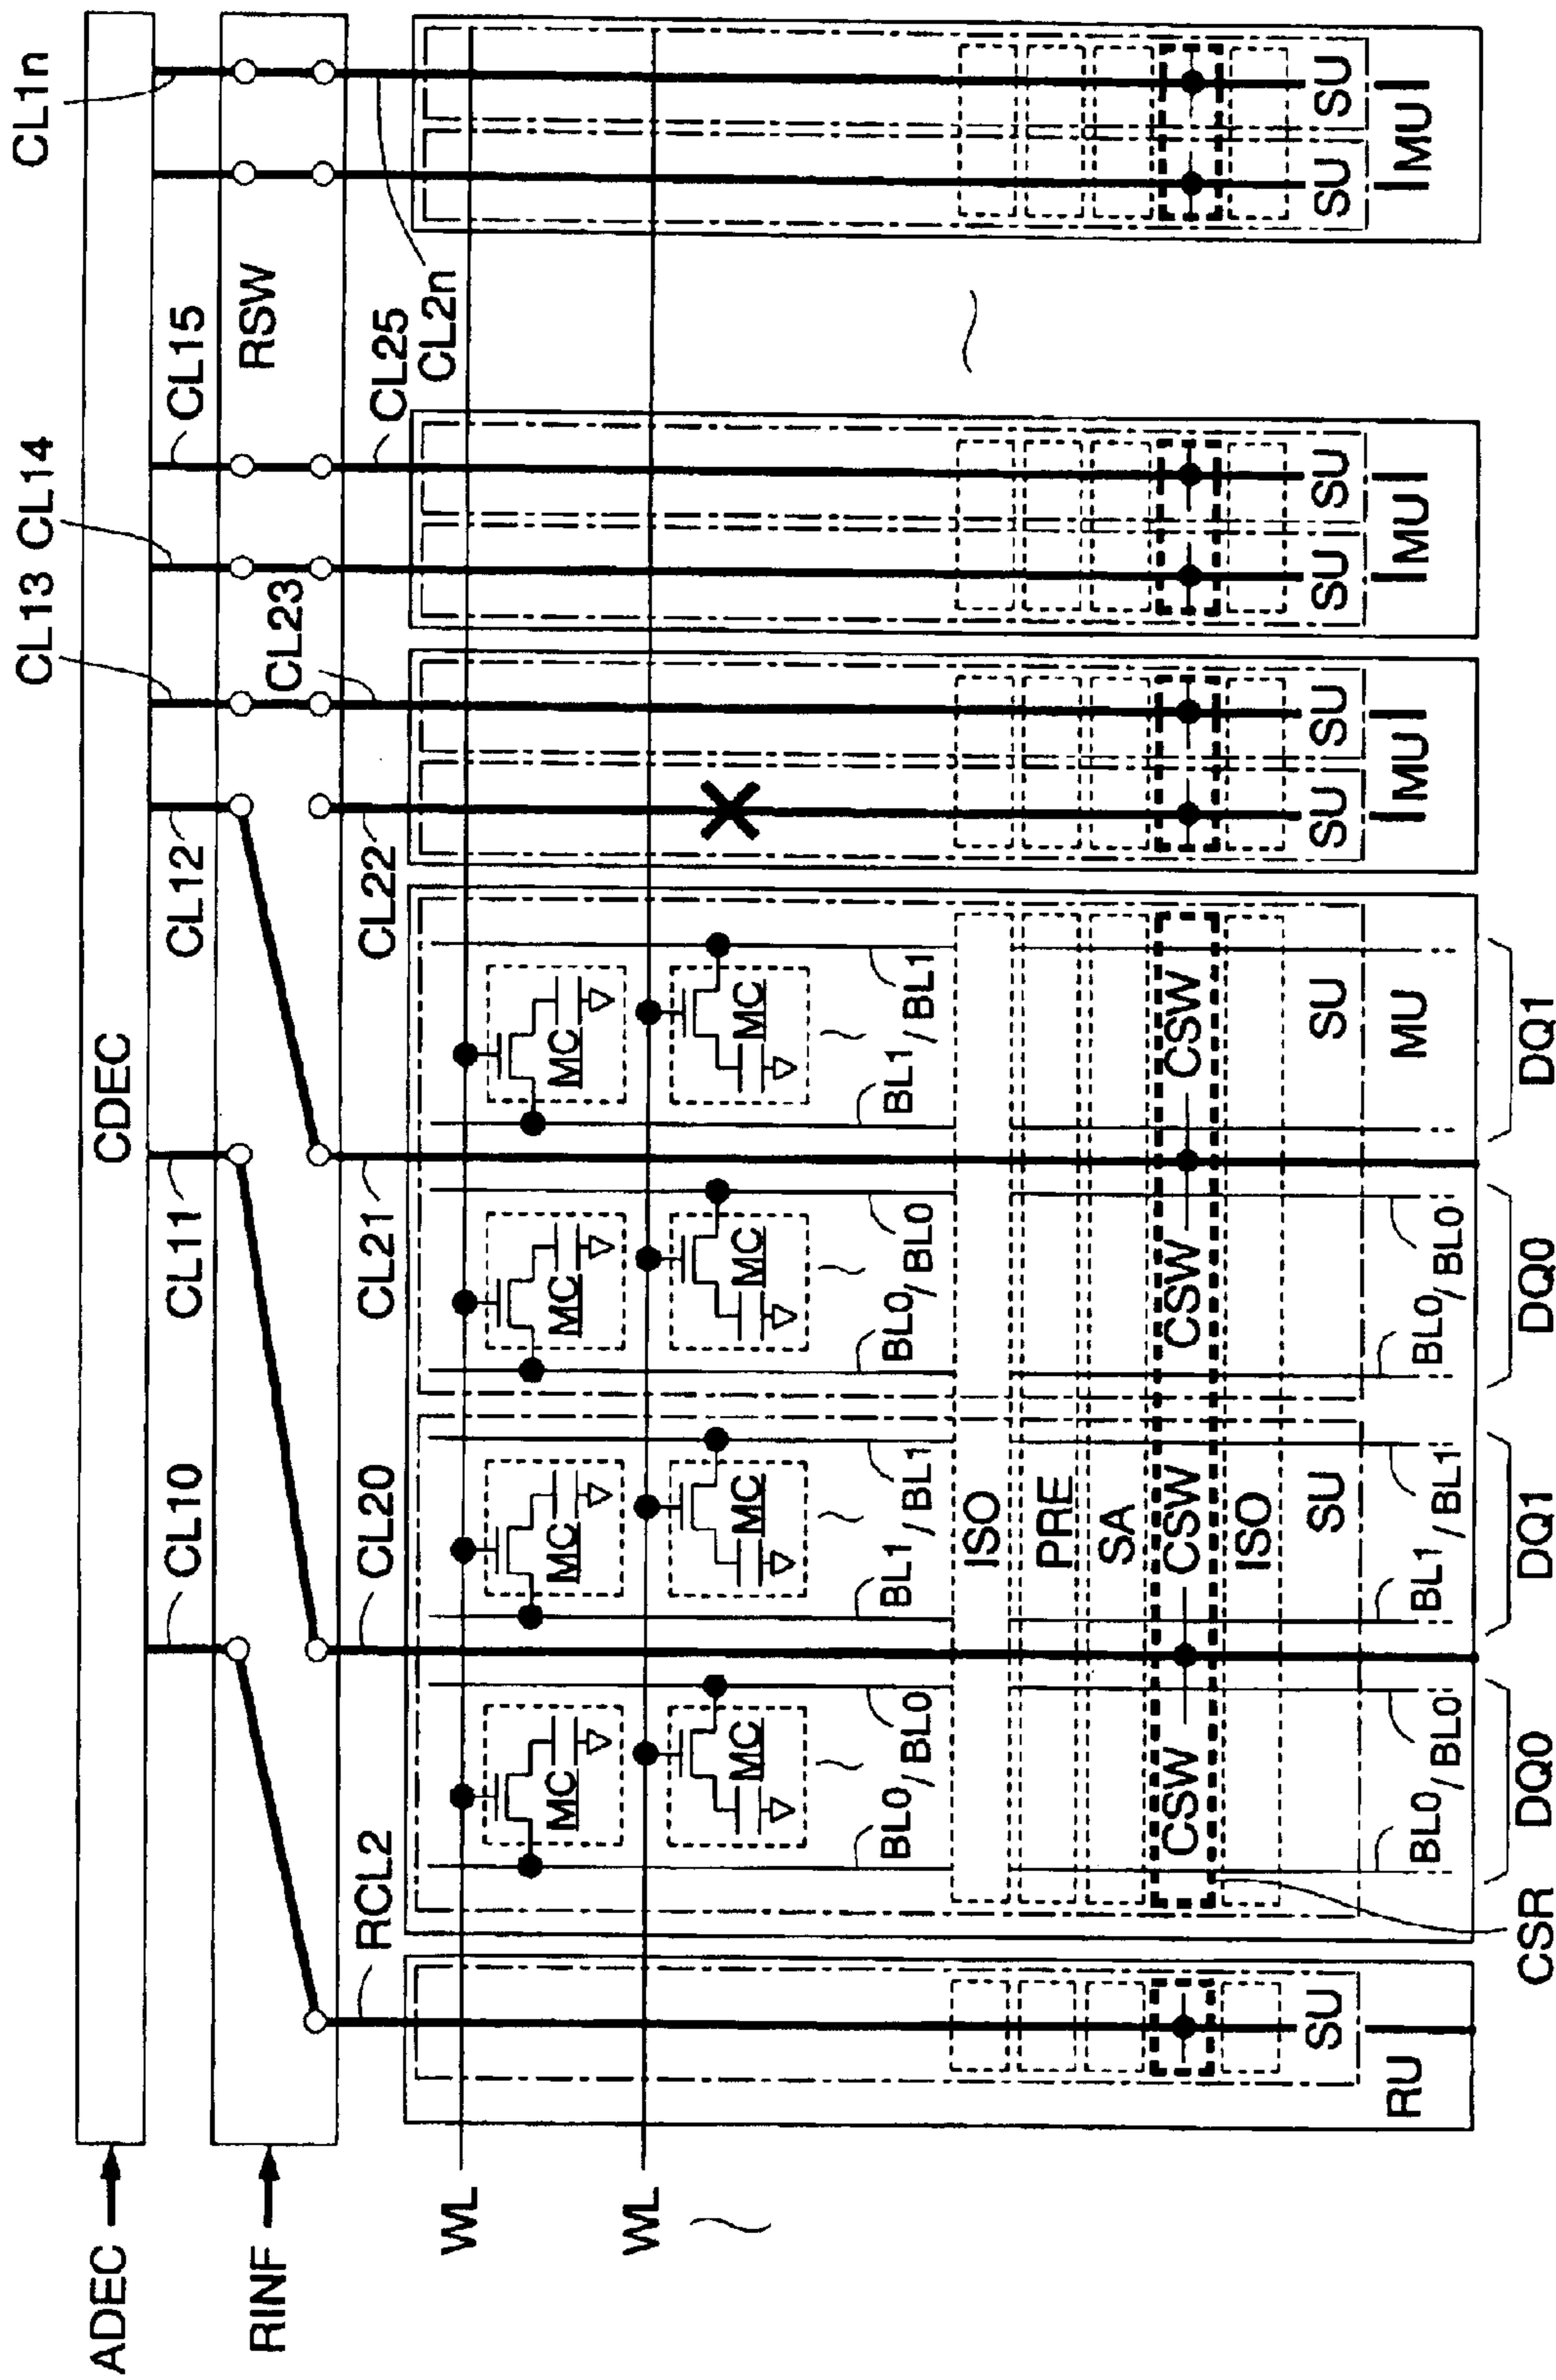 CL13 CL14 CL1n
ADEC CDEC
CL10 CL11 CL12 CL15
RINF CL23 RSW
RCL2 CL20 CL21 CL22 CL25
CL2n
WL
MC MC MC MC
WL
MC MC MC MC
BL0 /BL0 BL1 /BL1 BL0 /BL0 BL1 /BL1
ISO
PRE
SA
CSW CSW CSW CSW
ISO
SU SU SU SU SU SU SU SU SU
RU MU MU MU MU
BL0 /BL0 BL1 /BL1 BL0 /BL0
CSR DQ0 DQ1 DQ0 DQ1